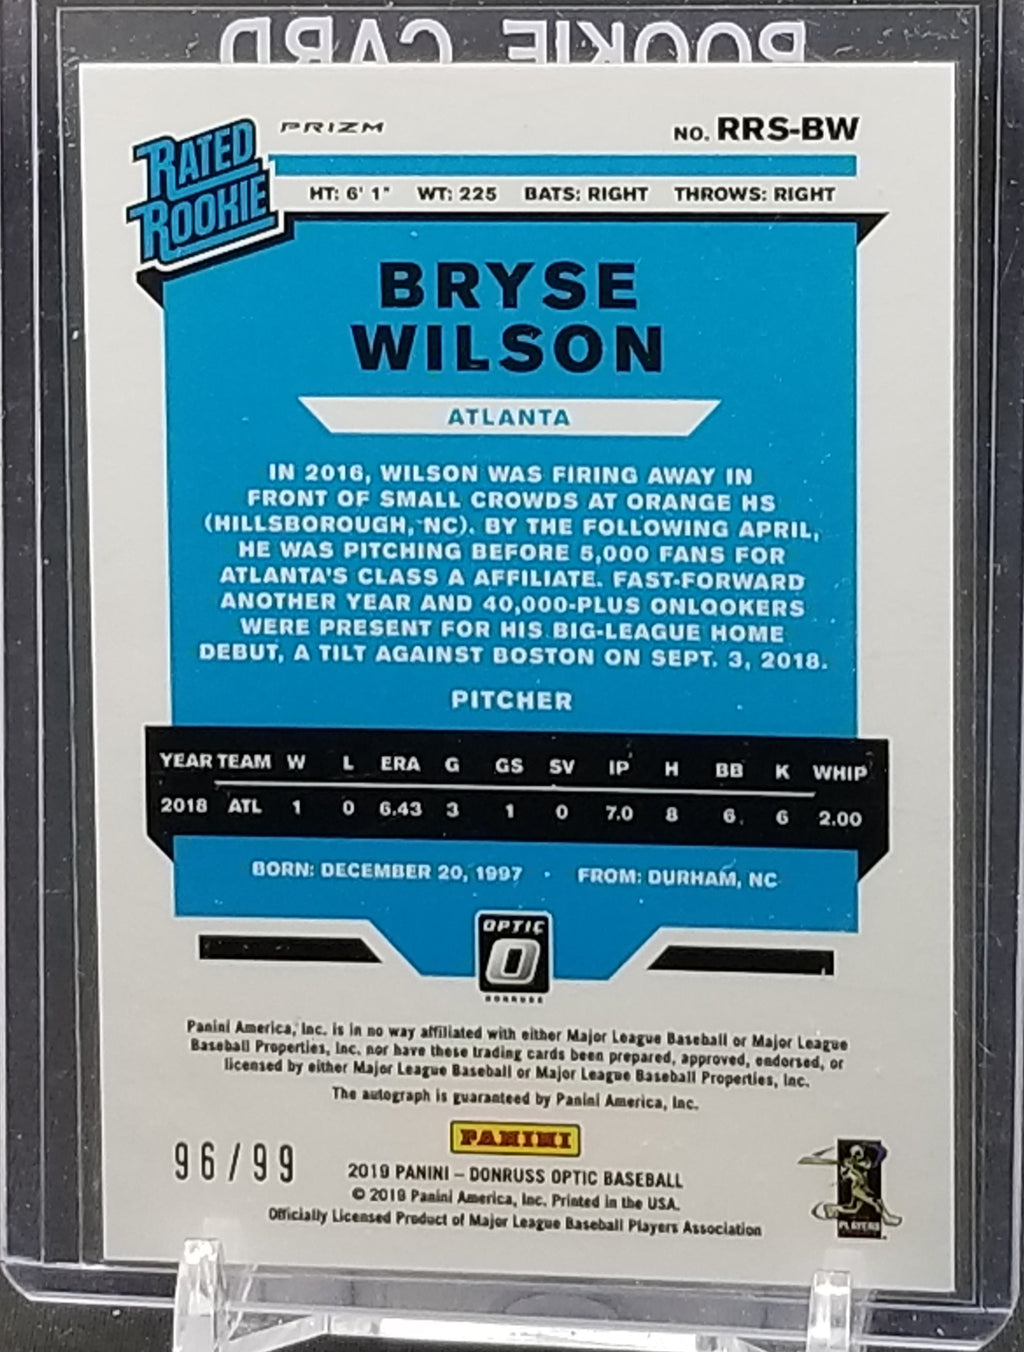 ROOKIE CARD
PRIZM
NO. RRS-BW
RATED
ROOKIE
HT: 6' 1" WT: 225 BATS: RIGHT THROWS: RIGHT
BRYSE
WILSON
ATLANTA
IN 2016, WILSON WAS FIRING AWAY IN
FRONT OF SMALL CROWDS AT ORANGE HS
(HILLSBOROUGH, NC). BY THE FOLLOWING APRIL,
HE WAS PITCHING BEFORE 5,000 FANS FOR
ATLANTA'S CLASS A AFFILIATE. FAST-FORWARD
ANOTHER YEAR AND 40,000-PLUS ONLOOKERS
WERE PRESENT FOR HIS BIG-LEAGUE HOME
DEBUT, A TILT AGAINST BOSTON ON SEPT. 3, 2018.
PITCHER
YEAR TEAM W L ERA G GS SV IP H BB K WHIP
2018 ATL 1 0 6.43 3 1 0 7.0 8 6 6 2.00
BORN: DECEMBER 20, 1997 · FROM: DURHAM, NC
OPTIC
O
DONRUSS
Panini America, Inc. is in no way affiliated with either Major League Baseball or Major League
Baseball Properties, Inc. nor have these trading cards been prepared, approved, endorsed, or
licensed by either Major League Baseball or Major League Baseball Properties, Inc.
The autograph is guaranteed by Panini America, Inc.
PANINI
96/99
2019 PANINI – DONRUSS OPTIC BASEBALL
© 2019 Panini America, Inc. Printed in the USA.
Officially Licensed Product of Major League Baseball Players Association
PLAYERS